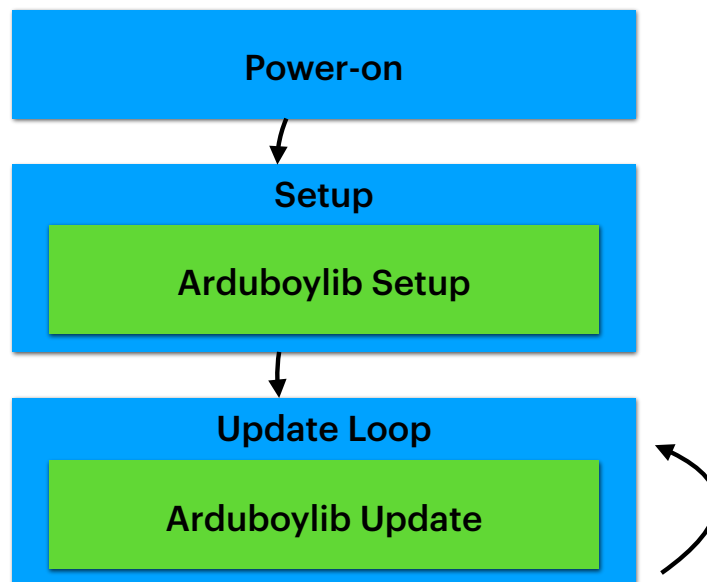 Power-on
Setup
Arduboylib Setup
Update Loop
Arduboylib Update